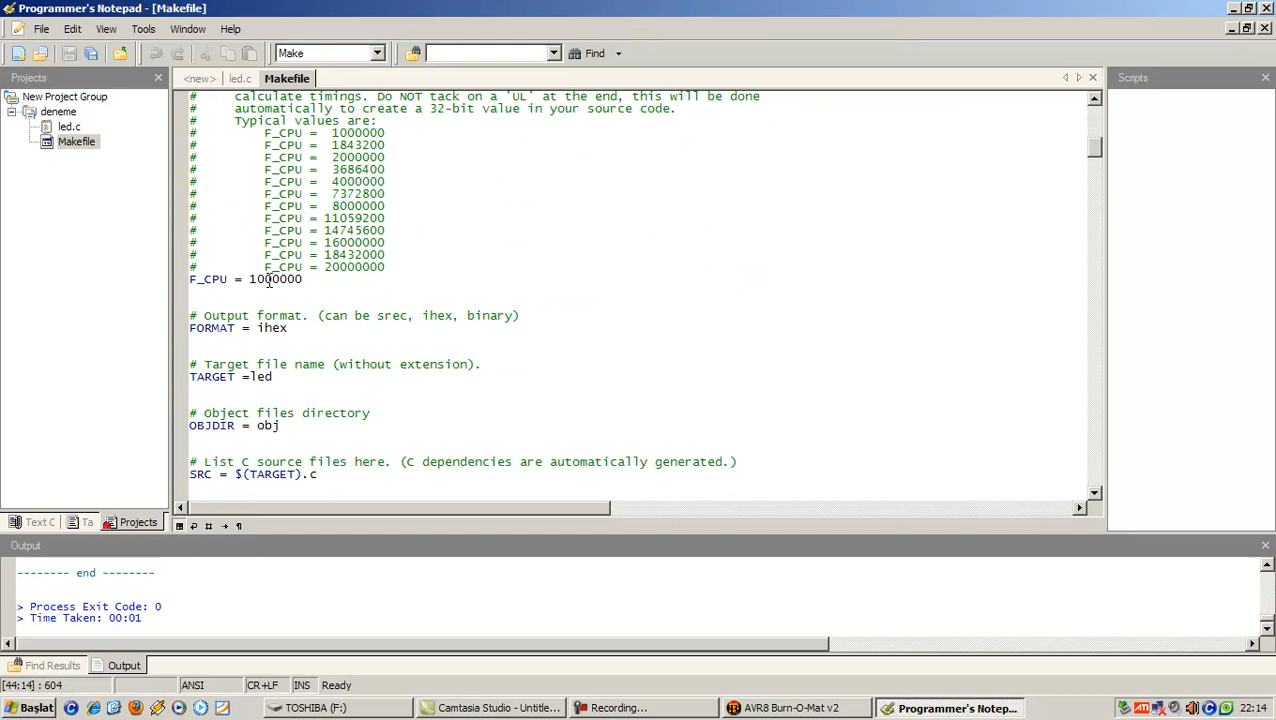 Programmer's Notepad - [Makefile]
File Edit View Tools Window Help
Make Find
Projects
<new> led.c Makefile
Scripts
New Project Group
deneme
led.c
Makefile
# calculate timings. DO NOT tack on a 'UL' at the end, this will be done
# automatically to create a 32-bit value in your source code.
# Typical values are:
# F_CPU = 1000000
# F_CPU = 1843200
# F_CPU = 2000000
# F_CPU = 3686400
# F_CPU = 4000000
# F_CPU = 7372800
# F_CPU = 8000000
# F_CPU = 11059200
# F_CPU = 14745600
# F_CPU = 16000000
# F_CPU = 18432000
# F_CPU = 20000000
F_CPU = 1000000
# Output format. (can be srec, ihex, binary)
FORMAT = ihex
# Target file name (without extension).
TARGET =led
# Object files directory
OBJDIR = obj
# List C source files here. (C dependencies are automatically generated.)
SRC = $(TARGET).c
Text C Ta Projects
Output
-------- end --------
> Process Exit Code: 0
> Time Taken: 00:01
Find Results Output
[44:14] : 604 ANSI CR+LF INS Ready
Başlat TOSHIBA (F:) Camtasia Studio - Untitle... Recording... AVR8 Burn-O-Mat v2 Programmer's Notep... 22:14